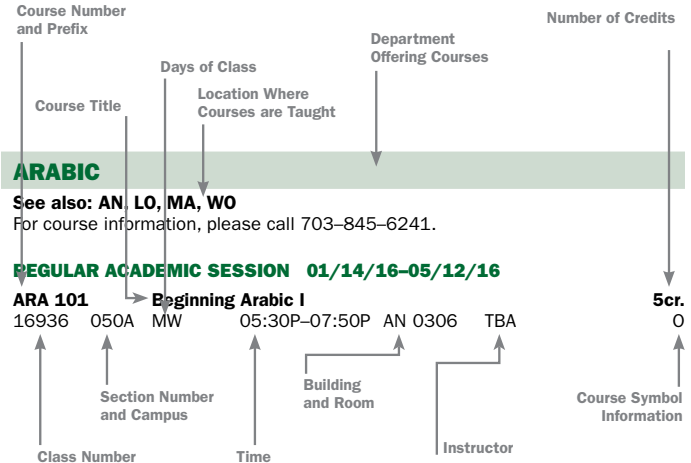 Course Number
and Prefix
Number of Credits
Department
Offering Courses
Days of Class
Location Where
Courses are Taught
Course Title
ARABIC
See also: AN, LO, MA, WO
For course information, please call 703–845–6241.
REGULAR ACADEMIC SESSION 01/14/16–05/12/16
ARA 101 Beginning Arabic I 5cr.
16936 050A MW 05:30P–07:50P AN 0306 TBA O
Building
and Room
Section Number
and Campus
Course Symbol
Information
Class Number
Time
Instructor